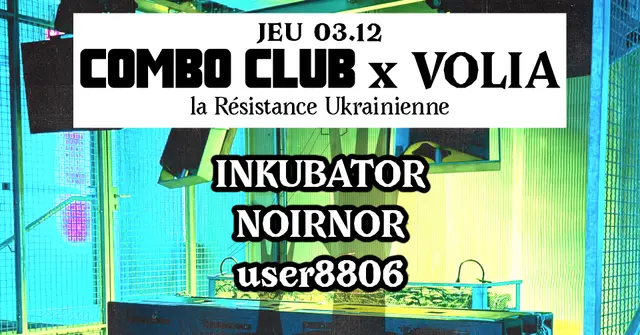 JEU 03.12
COMBO CLUB x VOLIA
la Résistance Ukrainienne
INKUBATOR
NOIRNOR
user8806